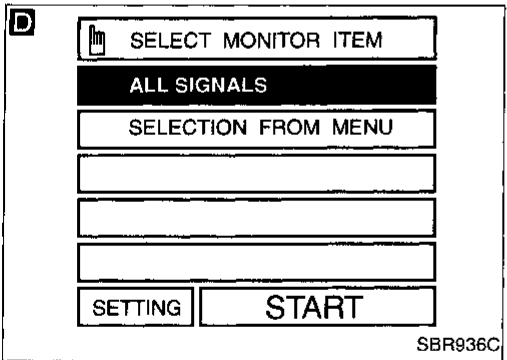 D
SELECT MONITOR ITEM
ALL SIGNALS
SELECTION FROM MENU
SETTING START
SBR936C